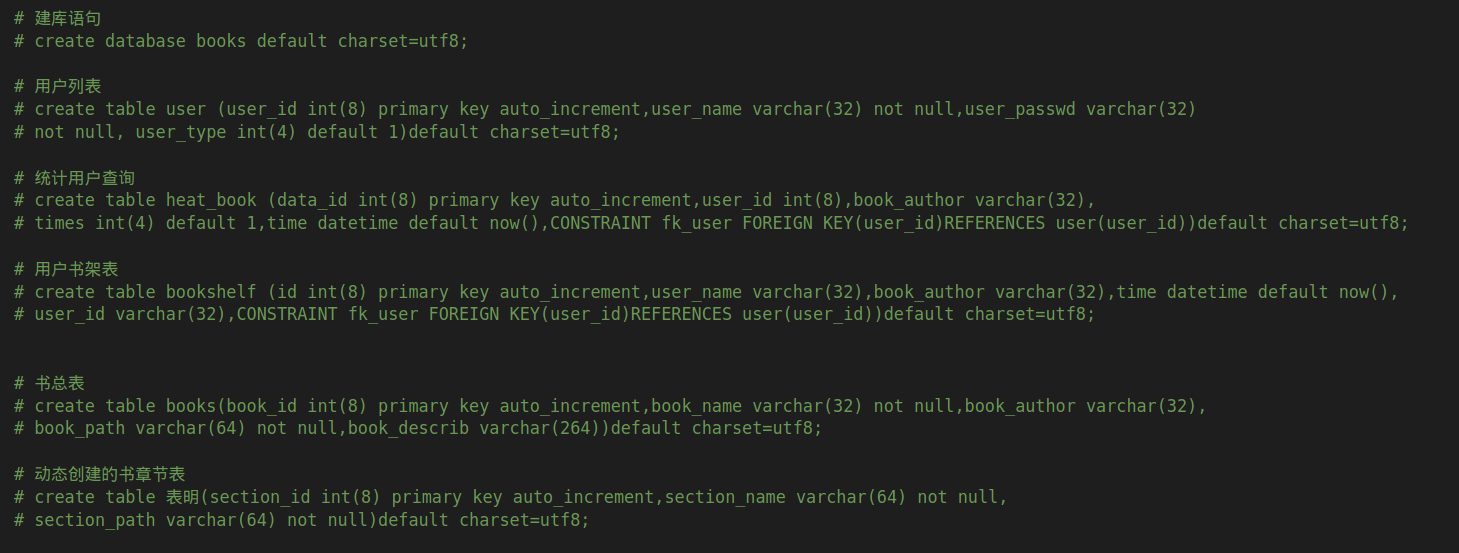 # 建库语句
# create database books default charset=utf8;
# 用户列表
# create table user (user_id int(8) primary key auto_increment,user_name varchar(32) not null,user_passwd varchar(32)
# not null, user_type int(4) default 1)default charset=utf8;
# 统计用户查询
# create table heat_book (data_id int(8) primary key auto_increment,user_id int(8),book_author varchar(32),
# times int(4) default 1,time datetime default now(),CONSTRAINT fk_user FOREIGN KEY(user_id)REFERENCES user(user_id))default charset=utf8;
# 用户书架表
# create table bookshelf (id int(8) primary key auto_increment,user_name varchar(32),book_author varchar(32),time datetime default now(),
# user_id varchar(32),CONSTRAINT fk_user FOREIGN KEY(user_id)REFERENCES user(user_id))default charset=utf8;
# 书总表
# create table books(book_id int(8) primary key auto_increment,book_name varchar(32) not null,book_author varchar(32),
# book_path varchar(64) not null,book_describ varchar(264))default charset=utf8;
# 动态创建的书章节表
# create table 表明(section_id int(8) primary key auto_increment,section_name varchar(64) not null,
# section_path varchar(64) not null)default charset=utf8;